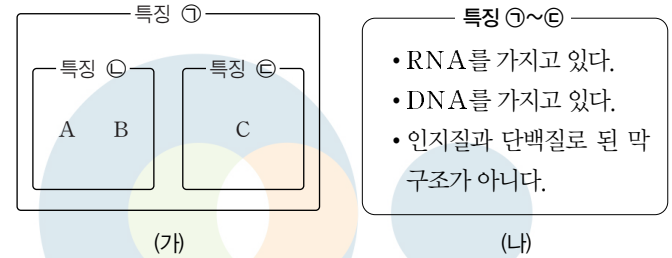 특징 ㉠
특징 ㉡
특징 ㉢
A B
C
(가)
특징 ㉠~㉢
• RNA를 가지고 있다.
• DNA를 가지고 있다.
• 인지질과 단백질로 된 막
구조가 아니다.
(나)